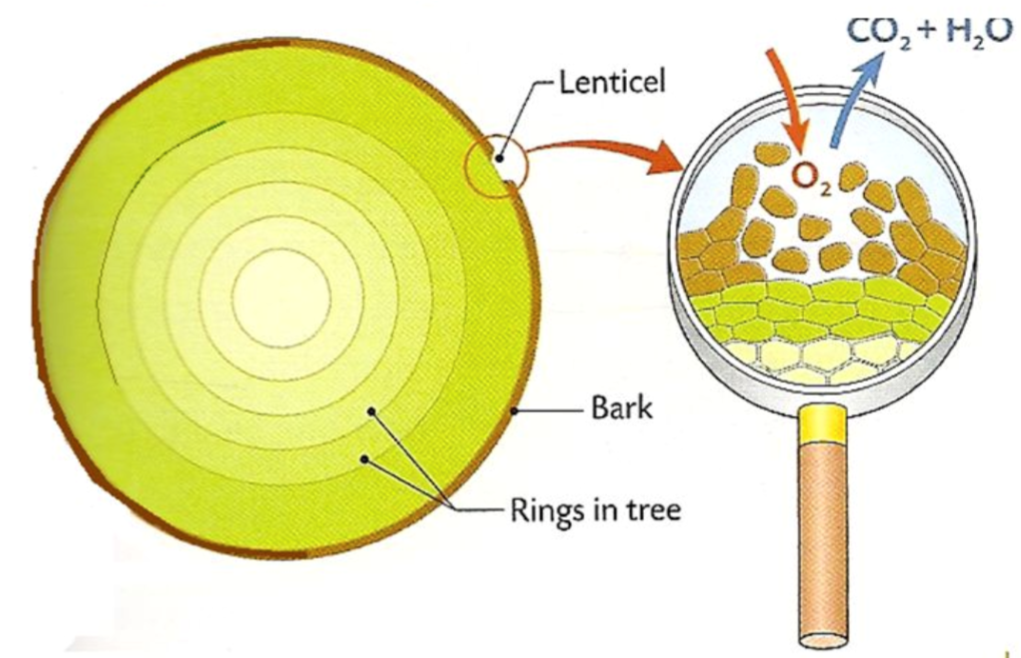 CO₂ + H₂O
Lenticel
O₂
Bark
Rings in tree